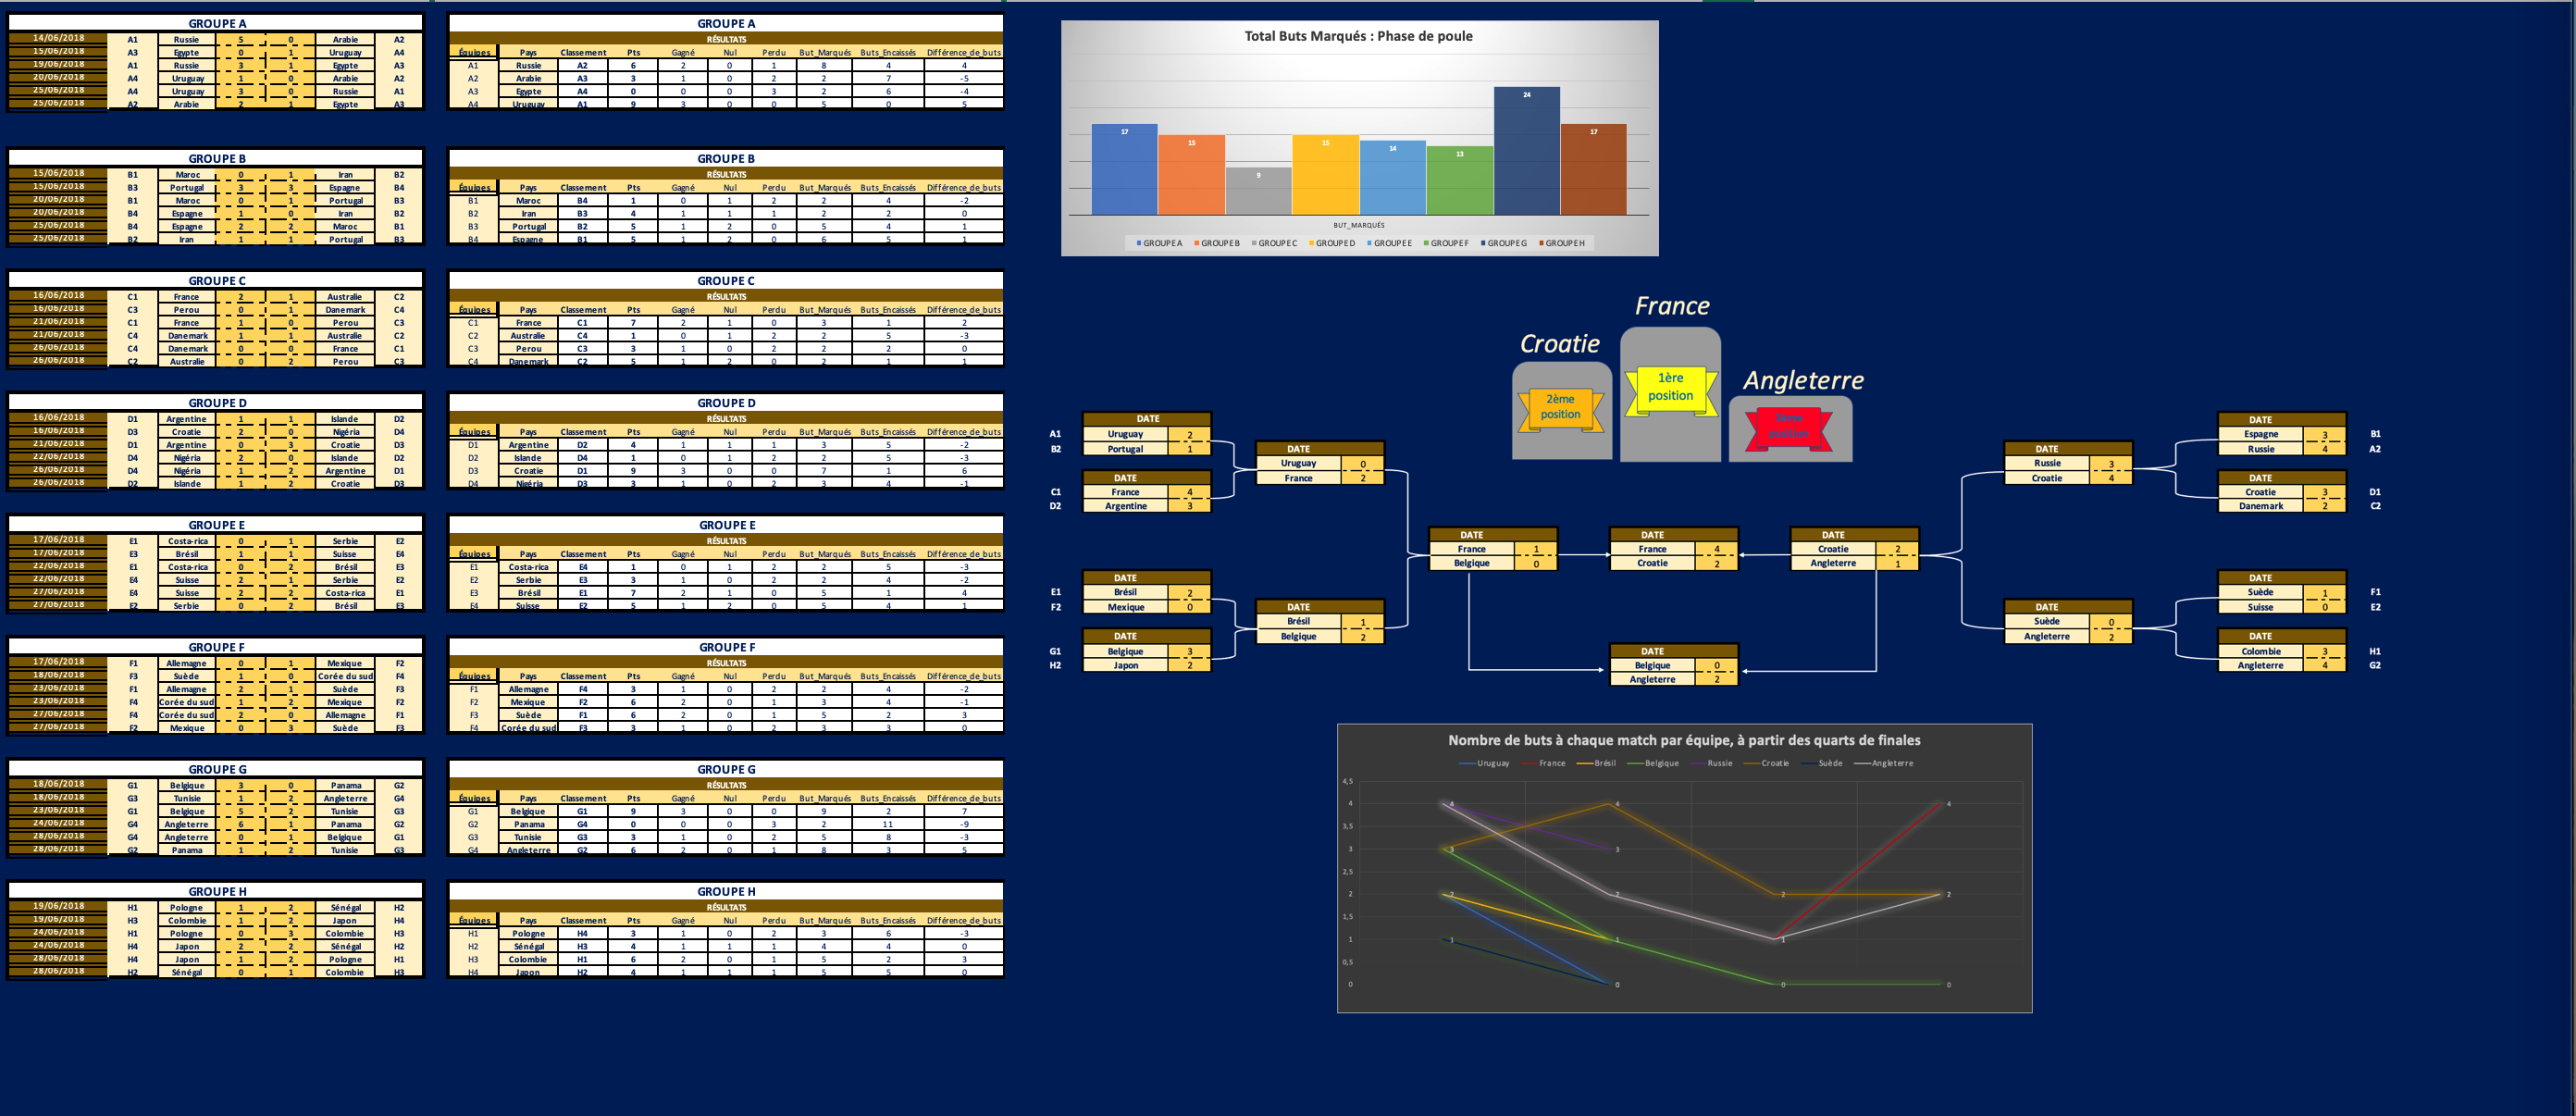 GROUPE A
14/06/2018 A1 Russie 5 0 Arabie A2
15/06/2018 A3 Egypte 0 1 Uruguay A4
19/06/2018 A1 Russie 3 1 Egypte A3
20/06/2018 A4 Uruguay 1 0 Arabie A2
25/06/2018 A4 Uruguay 3 0 Russie A1
25/06/2018 A2 Arabie 2 1 Egypte A3
GROUPE A
RÉSULTATS
Équipes Pays Classement Pts Gagné Nul Perdu But_Marqués Buts_Encaissés Différence_de_buts
A1 Russie A2 6 2 0 1 8 4 4
A2 Arabie A3 3 1 0 2 2 7 -5
A3 Egypte A4 0 0 0 3 2 6 -4
A4 Uruguay A1 9 3 0 0 5 0 5
GROUPE B
15/06/2018 B1 Maroc 0 1 Iran B2
15/06/2018 B3 Portugal 3 3 Espagne B4
20/06/2018 B1 Maroc 0 1 Portugal B3
20/06/2018 B4 Espagne 1 0 Iran B2
25/06/2018 B4 Espagne 2 2 Maroc B1
25/06/2018 B2 Iran 1 1 Portugal B3
GROUPE B
RÉSULTATS
Équipes Pays Classement Pts Gagné Nul Perdu But_Marqués Buts_Encaissés Différence_de_buts
B1 Maroc B4 1 0 1 2 2 4 -2
B2 Iran B3 4 1 1 1 2 2 0
B3 Portugal B2 5 1 2 0 5 4 1
B4 Espagne B1 5 1 2 0 6 5 1
GROUPE C
16/06/2018 C1 France 2 1 Australie C2
16/06/2018 C3 Perou 0 1 Danemark C4
21/06/2018 C1 France 1 0 Perou C3
21/06/2018 C4 Danemark 1 1 Australie C2
26/06/2018 C4 Danemark 0 0 France C1
26/06/2018 C2 Australie 0 2 Perou C3
GROUPE C
RÉSULTATS
Équipes Pays Classement Pts Gagné Nul Perdu But_Marqués Buts_Encaissés Différence_de_buts
C1 France C1 7 2 1 0 3 1 2
C2 Australie C4 1 0 1 2 2 5 -3
C3 Perou C3 3 1 0 2 2 2 0
C4 Danemark C2 5 1 2 0 2 1 1
GROUPE D
16/06/2018 D1 Argentine 1 1 Islande D2
16/06/2018 D3 Croatie 2 0 Nigéria D4
21/06/2018 D1 Argentine 0 3 Croatie D3
22/06/2018 D4 Nigéria 2 0 Islande D2
26/06/2018 D4 Nigéria 1 2 Argentine D1
26/06/2018 D2 Islande 1 2 Croatie D3
GROUPE D
RÉSULTATS
Équipes Pays Classement Pts Gagné Nul Perdu But_Marqués Buts_Encaissés Différence_de_buts
D1 Argentine D2 4 1 1 1 3 5 -2
D2 Islande D4 1 0 1 2 2 5 -3
D3 Croatie D1 9 3 0 0 7 1 6
D4 Nigéria D3 3 1 0 2 3 4 -1
GROUPE E
17/06/2018 E1 Costa-rica 0 1 Serbie E2
17/06/2018 E3 Brésil 1 1 Suisse E4
22/06/2018 E1 Costa-rica 0 2 Brésil E3
22/06/2018 E4 Suisse 2 1 Serbie E2
27/06/2018 E4 Suisse 2 2 Costa-rica E1
27/06/2018 E2 Serbie 0 2 Brésil E3
GROUPE E
RÉSULTATS
Équipes Pays Classement Pts Gagné Nul Perdu But_Marqués Buts_Encaissés Différence_de_buts
E1 Costa-rica E4 1 0 1 2 2 5 -3
E2 Serbie E3 3 1 0 2 2 4 -2
E3 Brésil E1 7 2 1 0 5 1 4
E4 Suisse E2 5 1 2 0 5 4 1
GROUPE F
17/06/2018 F1 Allemagne 0 1 Mexique F2
18/06/2018 F3 Suède 1 0 Corée du sud F4
23/06/2018 F1 Allemagne 2 1 Suède F3
23/06/2018 F4 Corée du sud 1 2 Mexique F2
27/06/2018 F4 Corée du sud 2 0 Allemagne F1
27/06/2018 F2 Mexique 0 3 Suède F3
GROUPE F
RÉSULTATS
Équipes Pays Classement Pts Gagné Nul Perdu But_Marqués Buts_Encaissés Différence_de_buts
F1 Allemagne F4 3 1 0 2 2 4 -2
F2 Mexique F2 6 2 0 1 3 4 -1
F3 Suède F1 6 2 0 1 5 2 3
F4 Corée du sud F3 3 1 0 2 3 3 0
GROUPE G
18/06/2018 G1 Belgique 3 0 Panama G2
18/06/2018 G3 Tunisie 1 2 Angleterre G4
23/06/2018 G1 Belgique 5 2 Tunisie G3
24/06/2018 G4 Angleterre 6 1 Panama G2
28/06/2018 G4 Angleterre 0 1 Belgique G1
28/06/2018 G2 Panama 1 2 Tunisie G3
GROUPE G
RÉSULTATS
Équipes Pays Classement Pts Gagné Nul Perdu But_Marqués Buts_Encaissés Différence_de_buts
G1 Belgique G1 9 3 0 0 9 2 7
G2 Panama G4 0 0 0 3 2 11 -9
G3 Tunisie G3 3 1 0 2 5 8 -3
G4 Angleterre G2 6 2 0 1 8 3 5
GROUPE H
19/06/2018 H1 Pologne 1 2 Sénégal H2
19/06/2018 H3 Colombie 1 2 Japon H4
24/06/2018 H1 Pologne 0 3 Colombie H3
24/06/2018 H4 Japon 2 2 Sénégal H2
28/06/2018 H4 Japon 1 2 Pologne H1
28/06/2018 H2 Sénégal 0 1 Colombie H3
GROUPE H
RÉSULTATS
Équipes Pays Classement Pts Gagné Nul Perdu But_Marqués Buts_Encaissés Différence_de_buts
H1 Pologne H4 3 1 0 2 3 6 -3
H2 Sénégal H3 4 1 1 1 4 4 0
H3 Colombie H1 6 2 0 1 5 2 3
H4 Japon H2 4 1 1 1 5 5 0
Total Buts Marqués : Phase de poule
17 15 9 15 14 13 24 17
BUT_MARQUÉS
GROUPE A GROUPE B GROUPE C GROUPE D GROUPE E GROUPE F GROUPE G GROUPE H
France
Croatie
Angleterre
1ère
position
2ème
position
DATE
A1 Uruguay 2
B2 Portugal 1
DATE
C1 France 4
D2 Argentine 3
DATE
E1 Brésil 2
F2 Mexique 0
DATE
G1 Belgique 3
H2 Japon 2
DATE
Uruguay 0
France 2
DATE
Brésil 1
Belgique 2
DATE
France 1
Belgique 0
DATE
France 4
Croatie 2
DATE
Croatie 2
Angleterre 1
DATE
Belgique 0
Angleterre 2
DATE
Russie 3
Croatie 4
DATE
Suède 0
Angleterre 2
DATE
Espagne 3 B1
Russie 4 A2
DATE
Croatie 3 D1
Danemark 2 C2
DATE
Suède 1 F1
Suisse 0 E2
DATE
Colombie 3 H1
Angleterre 4 G2
Nombre de buts à chaque match par équipe, à partir des quarts de finales
Uruguay France Brésil Belgique Russie Croatie Suède Angleterre
4,5
4 4 4 4
3,5
3 3 3
2,5
2 2 2 2 2
1,5
1 1 1 1
0,5
0 0 0 0